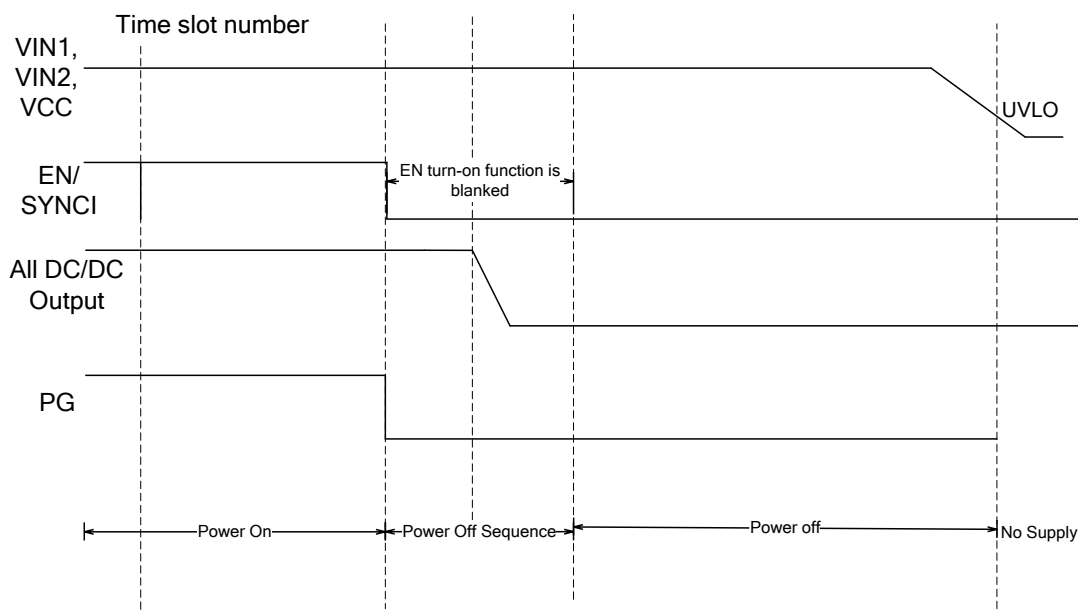 Time slot number
VIN1,
VIN2,
VCC
UVLO
EN/
SYNCI
EN turn-on function is
blanked
All DC/DC
Output
PG
Power On
Power Off Sequence
Power off
No Supply